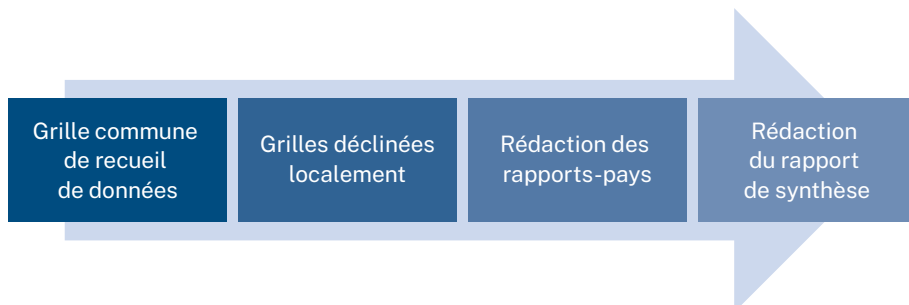 Grille commune
de recueil
de données
Grilles déclinées
localement
Rédaction des
rapports-pays
Rédaction
du rapport
de synthèse